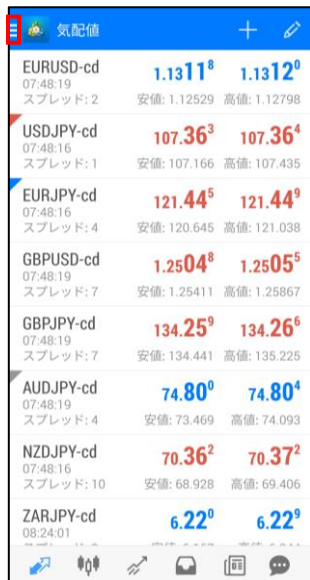 気配値
EURUSD-cd
07:48:19
スプレッド: 2
1.13118 1.13120
安値: 1.12529 高値: 1.12798
USDJPY-cd
07:48:16
スプレッド: 1
107.363 107.364
安値: 107.166 高値: 107.435
EURJPY-cd
07:48:16
スプレッド: 4
121.445 121.449
安値: 120.645 高値: 121.038
GBPUSD-cd
07:48:19
スプレッド: 7
1.25048 1.25055
安値: 1.25411 高値: 1.25867
GBPJPY-cd
07:48:19
スプレッド: 7
134.259 134.266
安値: 134.441 高値: 135.225
AUDJPY-cd
07:48:19
スプレッド: 4
74.800 74.804
安値: 73.469 高値: 74.093
NZDJPY-cd
07:48:16
スプレッド: 10
70.362 70.372
安値: 68.928 高値: 69.406
ZARJPY-cd
08:24:01
6.220 6.229